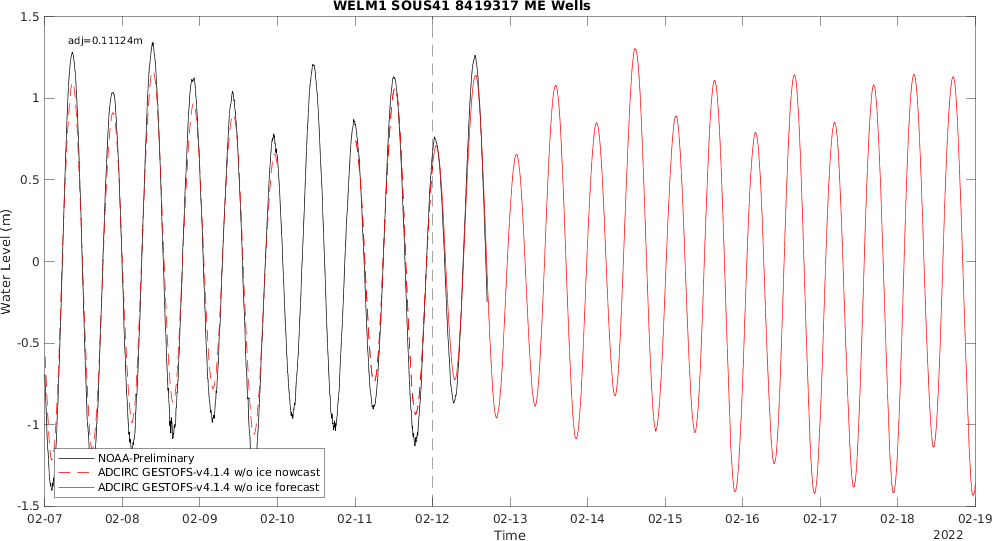 WELM1 SOUS41 8419317 ME Wells
adj=0.11124m
1.5
1
0.5
0
-0.5
-1
-1.5
Water Level (m)
NOAA-Preliminary
ADCIRC GESTOFS-v4.1.4 w/o ice nowcast
ADCIRC GESTOFS-v4.1.4 w/o ice forecast
02-07 02-08 02-09 02-10 02-11 02-12 02-13 02-14 02-15 02-16 02-17 02-18 02-19
Time
2022